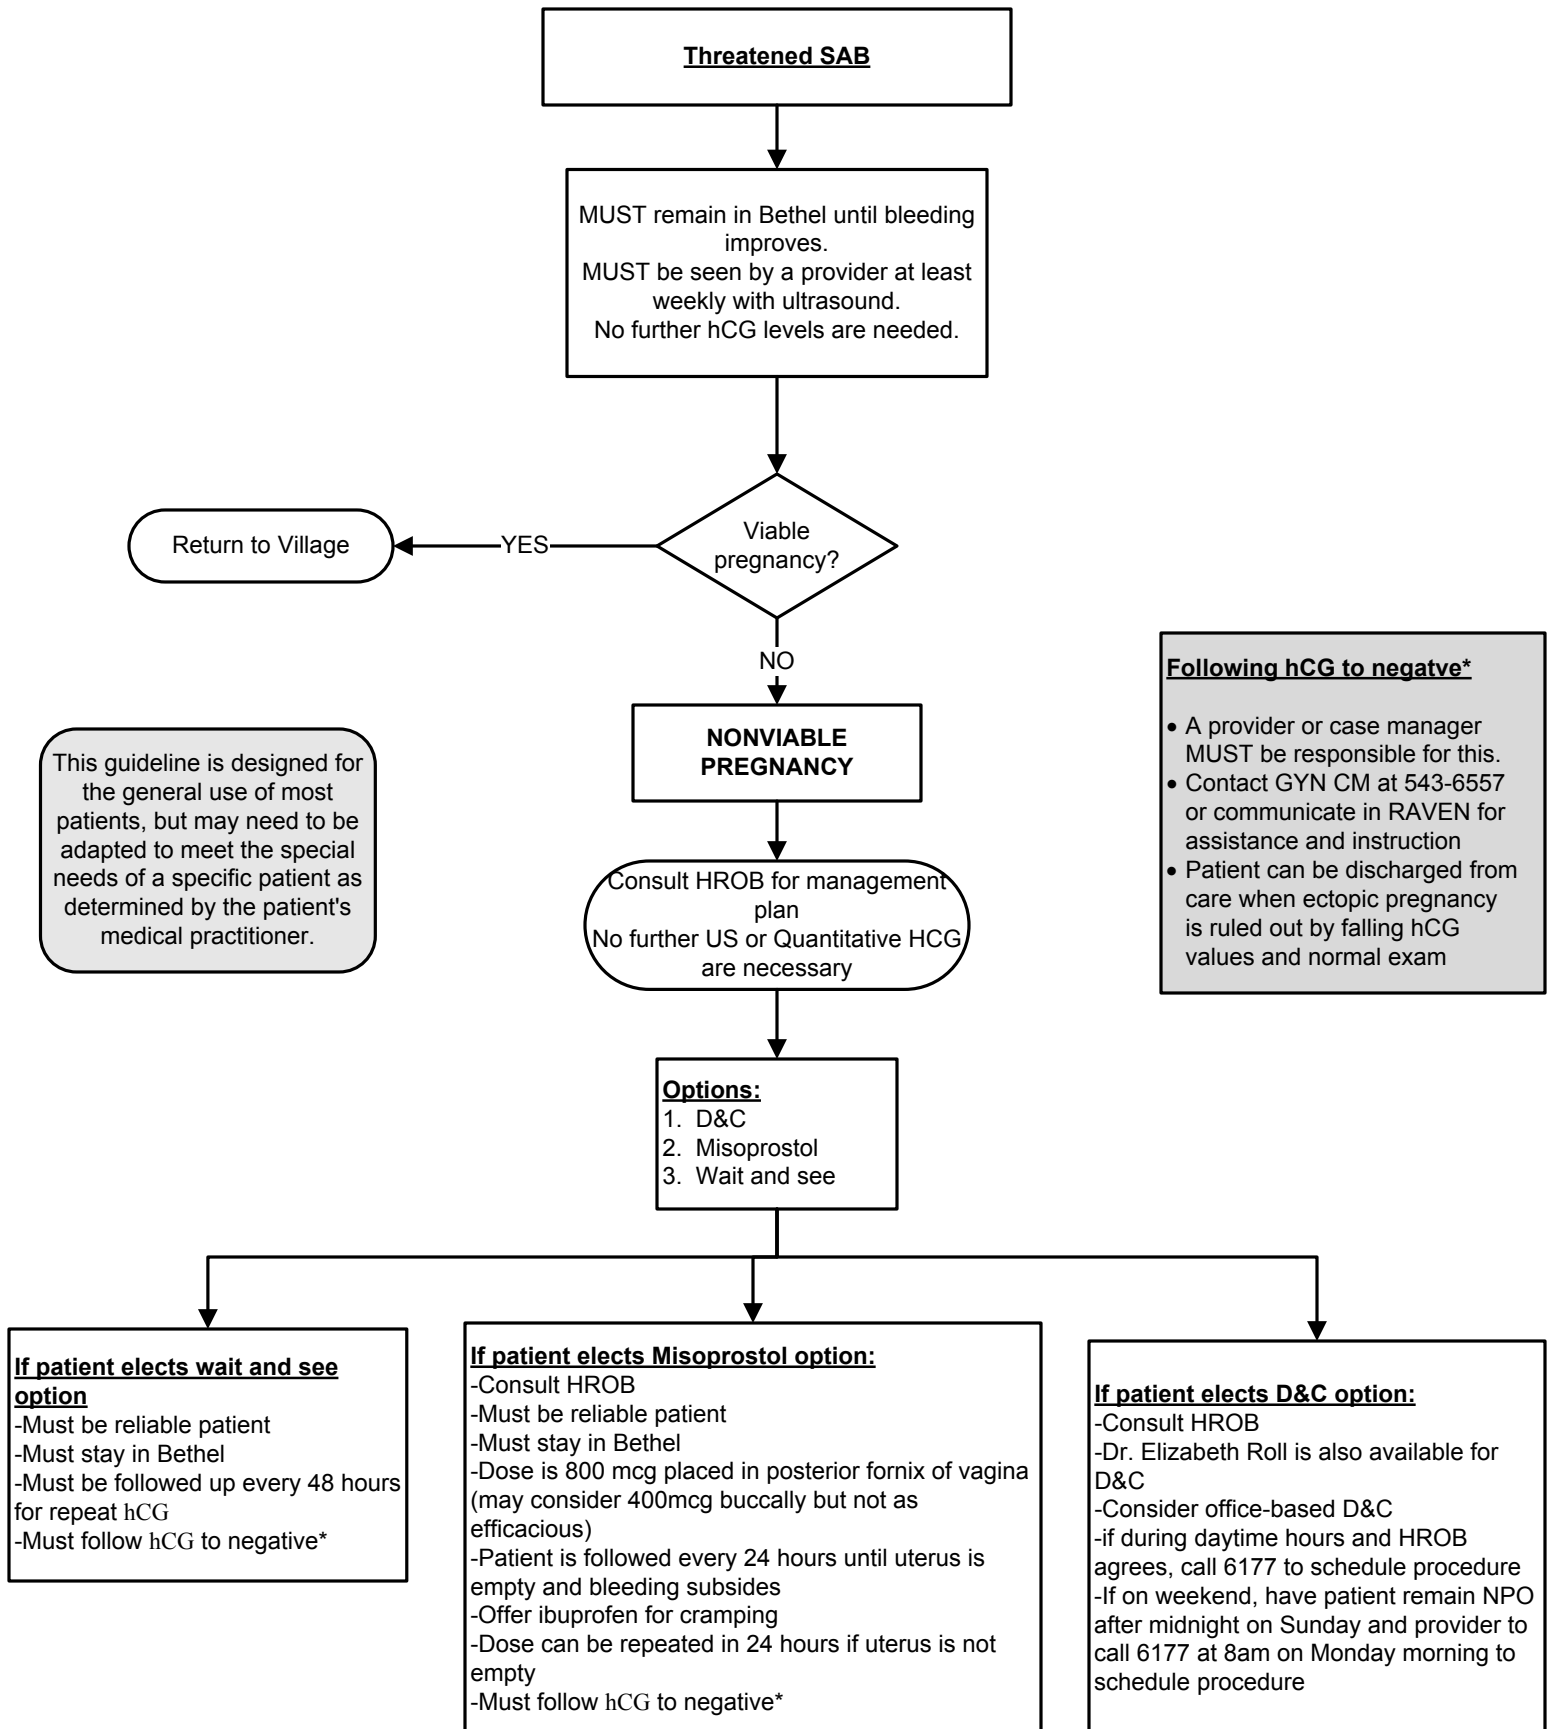 Threatened SAB
MUST remain in Bethel until bleeding
improves.
MUST be seen by a provider at least
weekly with ultrasound.
No further hCG levels are needed.
Viable
pregnancy?
YES
Return to Village
NO
NONVIABLE
PREGNANCY
Following hCG to negatve*
• A provider or case manager
MUST be responsible for this.
• Contact GYN CM at 543-6557
or communicate in RAVEN for
assistance and instruction
• Patient can be discharged from
care when ectopic pregnancy
is ruled out by falling hCG
values and normal exam
This guideline is designed for
the general use of most
patients, but may need to be
adapted to meet the special
needs of a specific patient as
determined by the patient's
medical practitioner.
Consult HROB for management
plan
No further US or Quantitative HCG
are necessary
Options:
1. D&C
2. Misoprostol
3. Wait and see
If patient elects wait and see
option
-Must be reliable patient
-Must stay in Bethel
-Must be followed up every 48 hours
for repeat hCG
-Must follow hCG to negative*
If patient elects Misoprostol option:
-Consult HROB
-Must be reliable patient
-Must stay in Bethel
-Dose is 800 mcg placed in posterior fornix of vagina
(may consider 400mcg buccally but not as
efficacious)
-Patient is followed every 24 hours until uterus is
empty and bleeding subsides
-Offer ibuprofen for cramping
-Dose can be repeated in 24 hours if uterus is not
empty
-Must follow hCG to negative*
If patient elects D&C option:
-Consult HROB
-Dr. Elizabeth Roll is also available for
D&C
-Consider office-based D&C
-if during daytime hours and HROB
agrees, call 6177 to schedule procedure
-If on weekend, have patient remain NPO
after midnight on Sunday and provider to
call 6177 at 8am on Monday morning to
schedule procedure